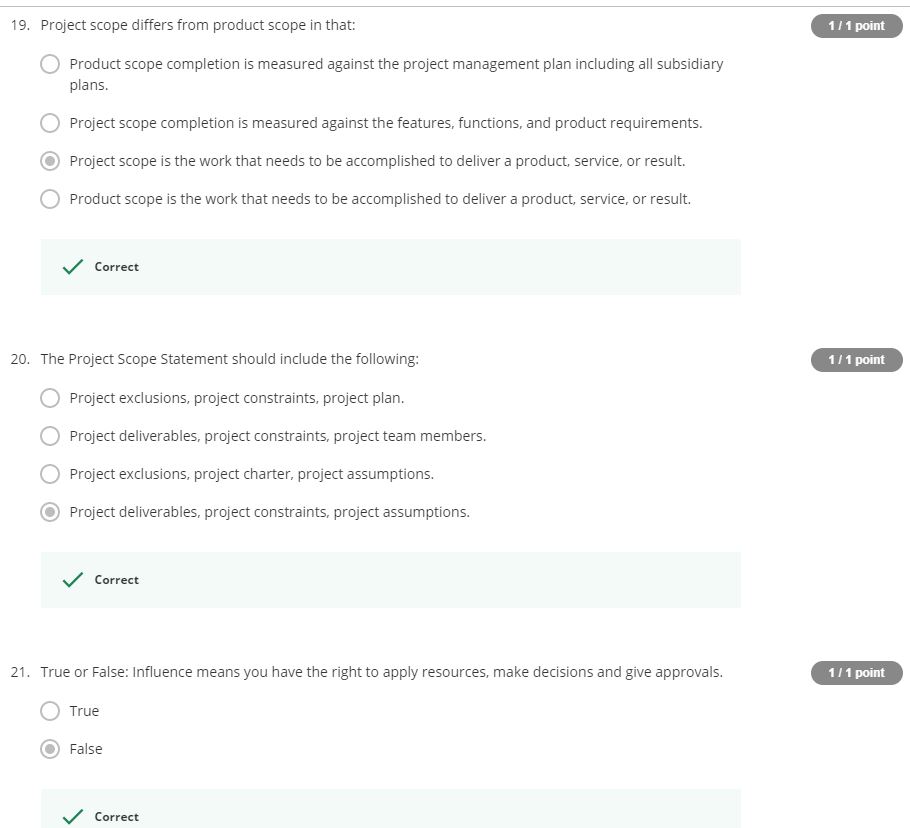 19. Project scope differs from product scope in that:
1 / 1 point
Product scope completion is measured against the project management plan including all subsidiary
plans.
Project scope completion is measured against the features, functions, and product requirements.
Project scope is the work that needs to be accomplished to deliver a product, service, or result.
Product scope is the work that needs to be accomplished to deliver a product, service, or result.
Correct
20. The Project Scope Statement should include the following:
1 / 1 point
Project exclusions, project constraints, project plan.
Project deliverables, project constraints, project team members.
Project exclusions, project charter, project assumptions.
Project deliverables, project constraints, project assumptions.
Correct
21. True or False: Influence means you have the right to apply resources, make decisions and give approvals.
1 / 1 point
True
False
Correct